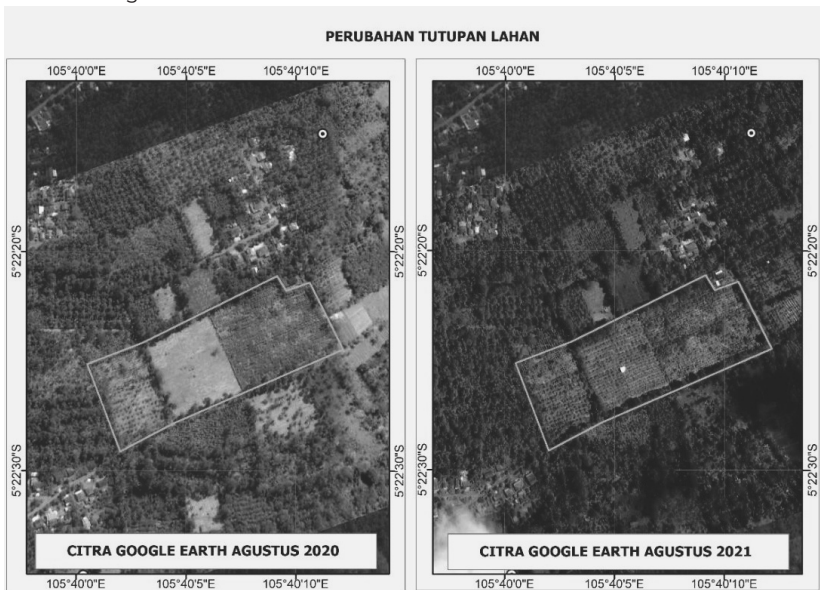 PERUBAHAN TUTUPAN LAHAN
105°40'0"E 105°40'5"E 105°40'10"E
105°40'0"E 105°40'5"E 105°40'10"E
5°22'20"S
5°22'20"S
5°22'20"S
5°22'20"S
5°22'30"S
5°22'30"S
5°22'30"S
5°22'30"S
CITRA GOOGLE EARTH AGUSTUS 2020
CITRA GOOGLE EARTH AGUSTUS 2021
105°40'0"E 105°40'5"E 105°40'10"E
105°40'0"E 105°40'5"E 105°40'10"E